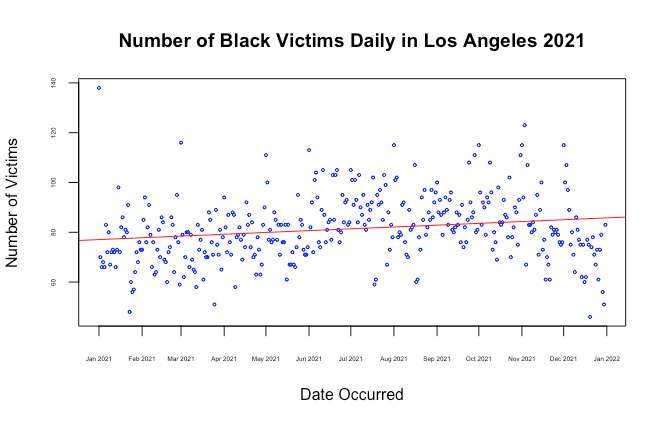 Number of Black Victims Daily in Los Angeles 2021
Number of Victims
140
120
100
80
60
Jan 2021 Feb 2021 Mar 2021 Apr 2021 May 2021 Jun 2021 Jul 2021 Aug 2021 Sep 2021 Oct 2021 Nov 2021 Dec 2021 Jan 2022
Date Occurred